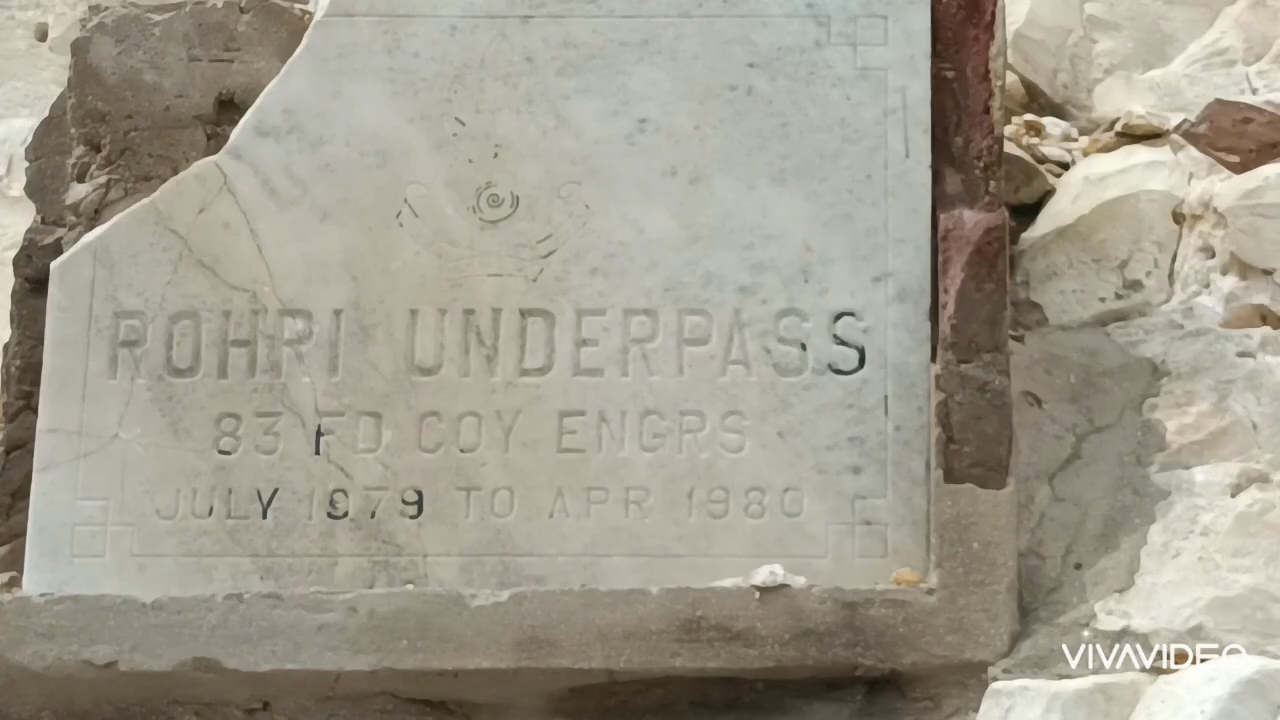 ROHRI UNDERPASS
83 FD COY ENGRS
JULY 1979 TO APR 1980
VIVAVIDEO